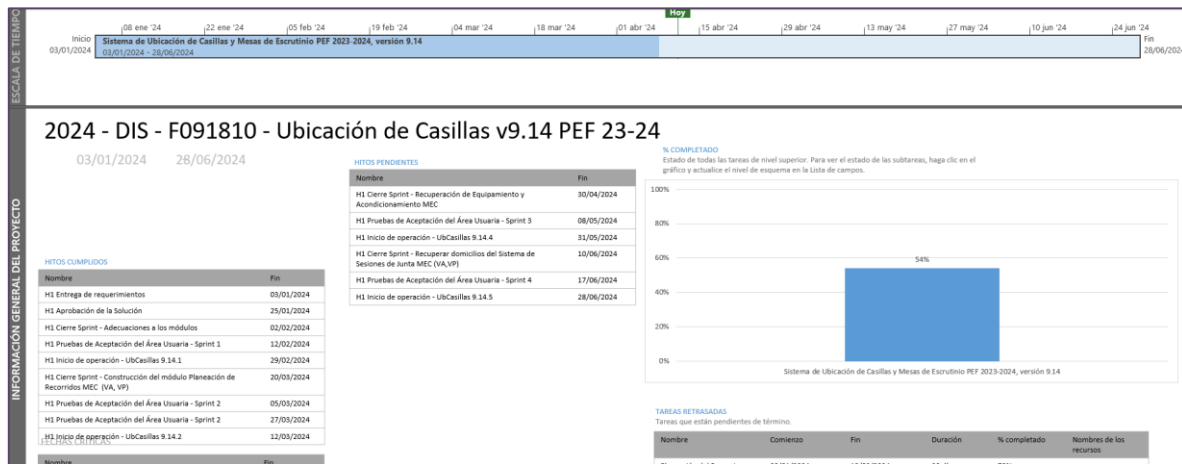 Hoy
08 ene '24 22 ene '24 05 feb '24 19 feb '24 04 mar '24 18 mar '24 01 abr '24 15 abr '24 29 abr '24 13 may '24 27 may '24 10 jun '24 24 jun '24
ESCALA DE TIEMPO
Inicio
03/01/2024
Sistema de Ubicación de Casillas y Mesas de Escrutinio PEF 2023-2024, versión 9.14
03/01/2024 - 28/06/2024
Fin
28/06/2024
INFORMACIÓN GENERAL DEL PROYECTO
2024 - DIS - F091810 - Ubicación de Casillas v9.14 PEF 23-24
03/01/2024 28/06/2024
HITOS CUMPLIDOS
Nombre Fin
H1 Entrega de requerimientos 03/01/2024
H1 Aprobación de la Solución 25/01/2024
H1 Cierre Sprint - Adecuaciones a los módulos 02/02/2024
H1 Pruebas de Aceptación del Área Usuaria - Sprint 1 12/02/2024
H1 Inicio de operación - UbCasillas 9.14.1 29/02/2024
H1 Cierre Sprint - Construcción del módulo Planeación de
Recorridos MEC (VA, VP) 20/03/2024
H1 Pruebas de Aceptación del Área Usuaria - Sprint 2 05/03/2024
H1 Pruebas de Aceptación del Área Usuaria - Sprint 2 27/03/2024
H1 Inicio de operación - UbCasillas 9.14.2 12/03/2024
FECHAS CRÍTICAS
Nombre Fin
HITOS PENDIENTES
Nombre Fin
H1 Cierre Sprint - Recuperación de Equipamiento y
Acondicionamiento MEC 30/04/2024
H1 Pruebas de Aceptación del Área Usuaria - Sprint 3 08/05/2024
H1 Inicio de operación - UbCasillas 9.14.4 31/05/2024
H1 Cierre Sprint - Recuperar domicilios del Sistema de
Sesiones de Junta MEC (VA,VP) 10/06/2024
H1 Pruebas de Aceptación del Área Usuaria - Sprint 4 17/06/2024
H1 Inicio de operación - UbCasillas 9.14.5 28/06/2024
% COMPLETADO
Estado de todas las tareas de nivel superior. Para ver el estado de las subtareas, haga clic en el
gráfico y actualice el nivel de esquema en la Lista de campos.
100%
80%
60%
40%
20%
0%
54%
Sistema de Ubicación de Casillas y Mesas de Escrutinio PEF 2023-2024, versión 9.14
TAREAS RETRASADAS
Tareas que están pendientes de término.
Nombre Comienzo Fin Duración % completado Nombres de los
recursos